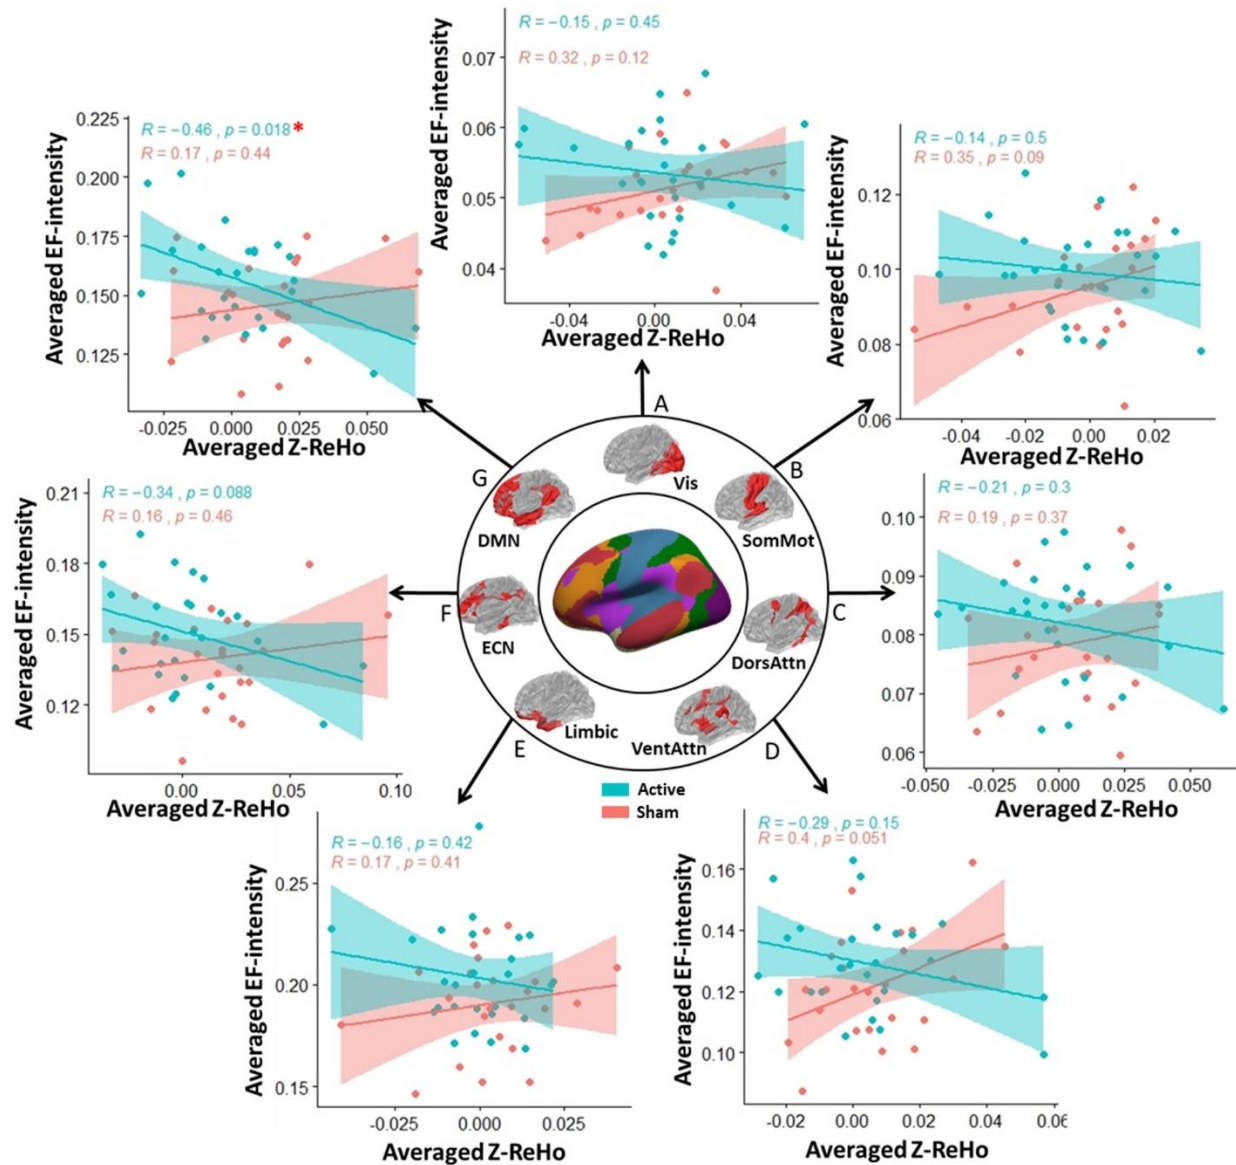 R = −0.15 , p = 0.45
R = 0.32 , p = 0.12
Averaged EF-intensity
0.07
0.06
0.05
0.04
-0.04
0.00
0.04
Averaged Z-ReHo
R = −0.46 , p = 0.018*
R = 0.17 , p = 0.44
Averaged EF-intensity
0.225
0.200
0.175
0.150
0.125
-0.025
0.000
0.025
0.050
Averaged Z-ReHo
R = −0.14 , p = 0.5
R = 0.35 , p = 0.09
Averaged EF-intensity
0.12
0.10
0.08
0.06
-0.04
-0.02
0.00
0.02
Averaged Z-ReHo
A
B
C
D
E
F
G
Vis
SomMot
DorsAttn
VentAttn
Limbic
ECN
DMN
R = −0.34 , p = 0.088
R = 0.16 , p = 0.46
Averaged EF-intensity
0.21
0.18
0.15
0.12
0.00
0.05
0.10
Averaged Z-ReHo
R = −0.21 , p = 0.3
R = 0.19 , p = 0.37
Averaged EF-intensity
0.10
0.09
0.08
0.07
0.06
-0.050
-0.025
0.000
0.025
0.050
Averaged Z-ReHo
Active
Sham
R = −0.16 , p = 0.42
R = 0.17 , p = 0.41
Averaged EF-intensity
0.25
0.20
0.15
-0.025
0.000
0.025
Averaged Z-ReHo
R = −0.29 , p = 0.15
R = 0.4 , p = 0.051
Averaged EF-intensity
0.16
0.14
0.12
0.10
-0.02
0.00
0.02
0.04
0.06
Averaged Z-ReHo